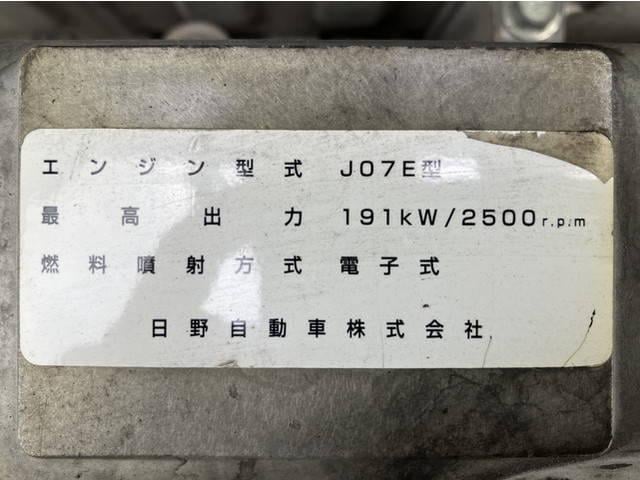 エンジン型式 J07E型
最高出力 191kW/2500r.p.m
燃料噴射方式 電子式
日野自動車株式会社